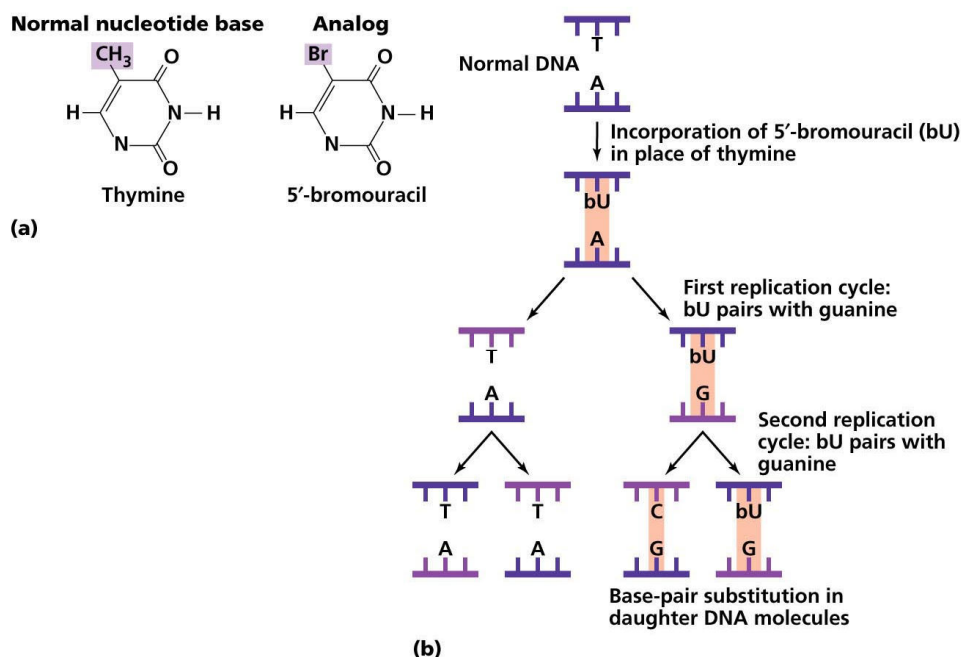 Normal nucleotide base
Analog
CH3
O
H
N
H
N
O
Thymine
Br
O
H
N
H
N
O
5′-bromouracil
(a)
Normal DNA
T
A
Incorporation of 5′-bromouracil (bU)
in place of thymine
bU
A
First replication cycle:
bU pairs with guanine
T
A
bU
G
Second replication
cycle: bU pairs with
guanine
T
A
T
A
C
G
bU
G
Base-pair substitution in
daughter DNA molecules
(b)